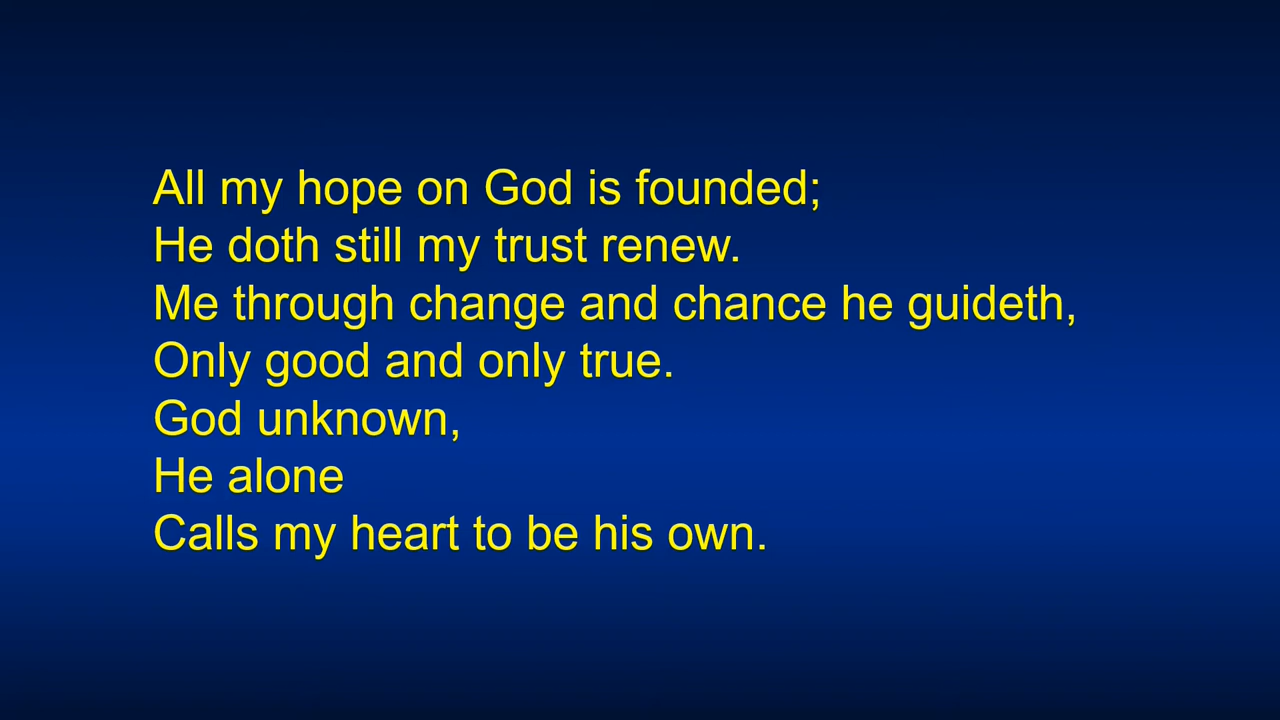 All my hope on God is founded;
He doth still my trust renew.
Me through change and chance he guideth,
Only good and only true.
God unknown,
He alone
Calls my heart to be his own.